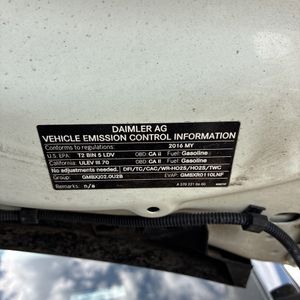 DAIMLER AG
VEHICLE EMISSION CONTROL INFORMATION
Conforms to regulations: 2016 MY
U.S. EPA: T2 BIN 5 LDV OBD: CA II Fuel: Gasoline
California: ULEV III 70 OBD: CA II Fuel: Gasoline
No adjustments needed. DFI/TC/CAC/WR-HO2S/HO2S/TWC
Group: GMBXJ02.0U2B EVAP: GMBXR0110LNF
Remarks: n/a